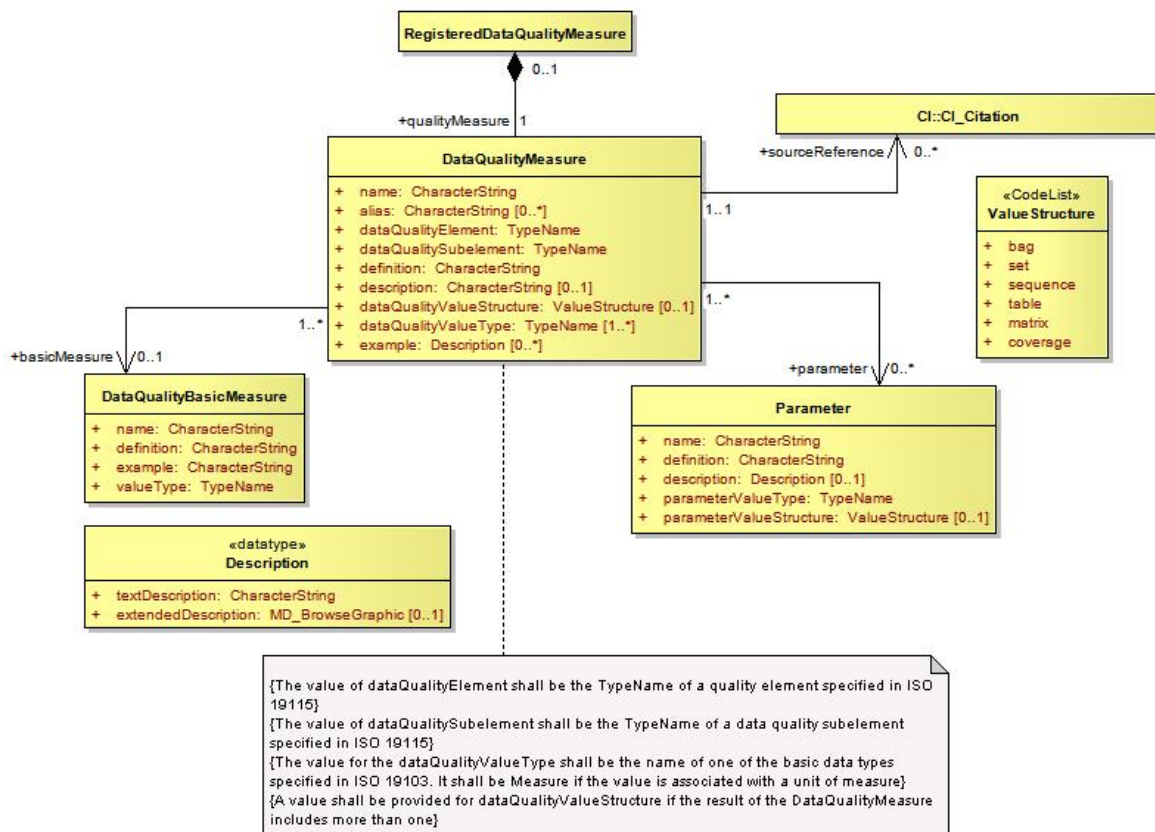 RegisteredDataQualityMeasure
0..1
+qualityMeasure 1
CI::CI_Citation
+sourceReference 0..*
DataQualityMeasure
+ name: CharacterString
+ alias: CharacterString [0..*]
+ dataQualityElement: TypeName
+ dataQualitySubelement: TypeName
+ definition: CharacterString
+ description: CharacterString [0..1]
+ dataQualityValueStructure: ValueStructure [0..1]
+ dataQualityValueType: TypeName [1..*]
+ example: Description [0..*]
1..1
1..*
1..*
«CodeList»
ValueStructure
+ bag
+ set
+ sequence
+ table
+ matrix
+ coverage
+basicMeasure 0..1
+parameter 0..*
DataQualityBasicMeasure
+ name: CharacterString
+ definition: CharacterString
+ example: CharacterString
+ valueType: TypeName
Parameter
+ name: CharacterString
+ definition: CharacterString
+ description: Description [0..1]
+ parameterValueType: TypeName
+ parameterValueStructure: ValueStructure [0..1]
«datatype»
Description
+ textDescription: CharacterString
+ extendedDescription: MD_BrowseGraphic [0..1]
{The value of dataQualityElement shall be the TypeName of a quality element specified in ISO
19115}
{The value of dataQualitySubelement shall be the TypeName of a data quality subelement
specified in ISO 19115}
{The value for the dataQualityValueType shall be the name of one of the basic data types
specified in ISO 19103. It shall be Measure if the value is associated with a unit of measure}
{A value shall be provided for dataQualityValueStructure if the result of the DataQualityMeasure
includes more than one}